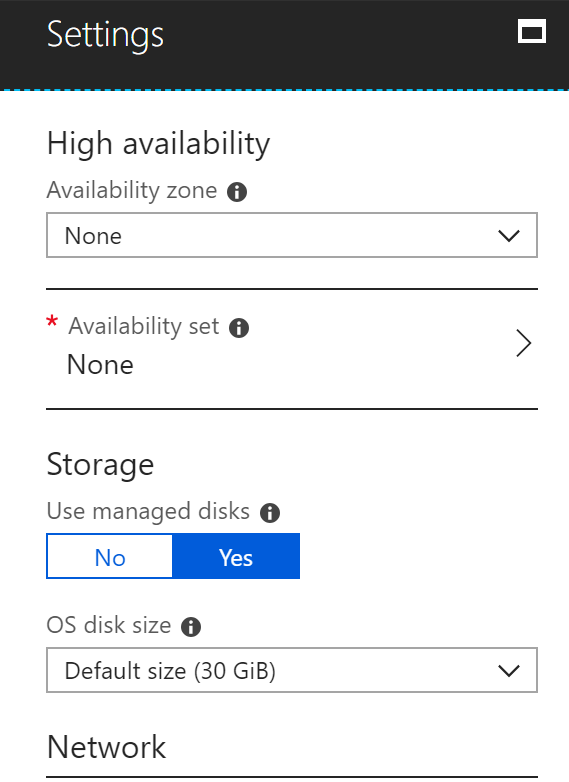 Settings
High availability
Availability zone
None
* Availability set
None
Storage
Use managed disks
No Yes
OS disk size
Default size (30 GiB)
Network